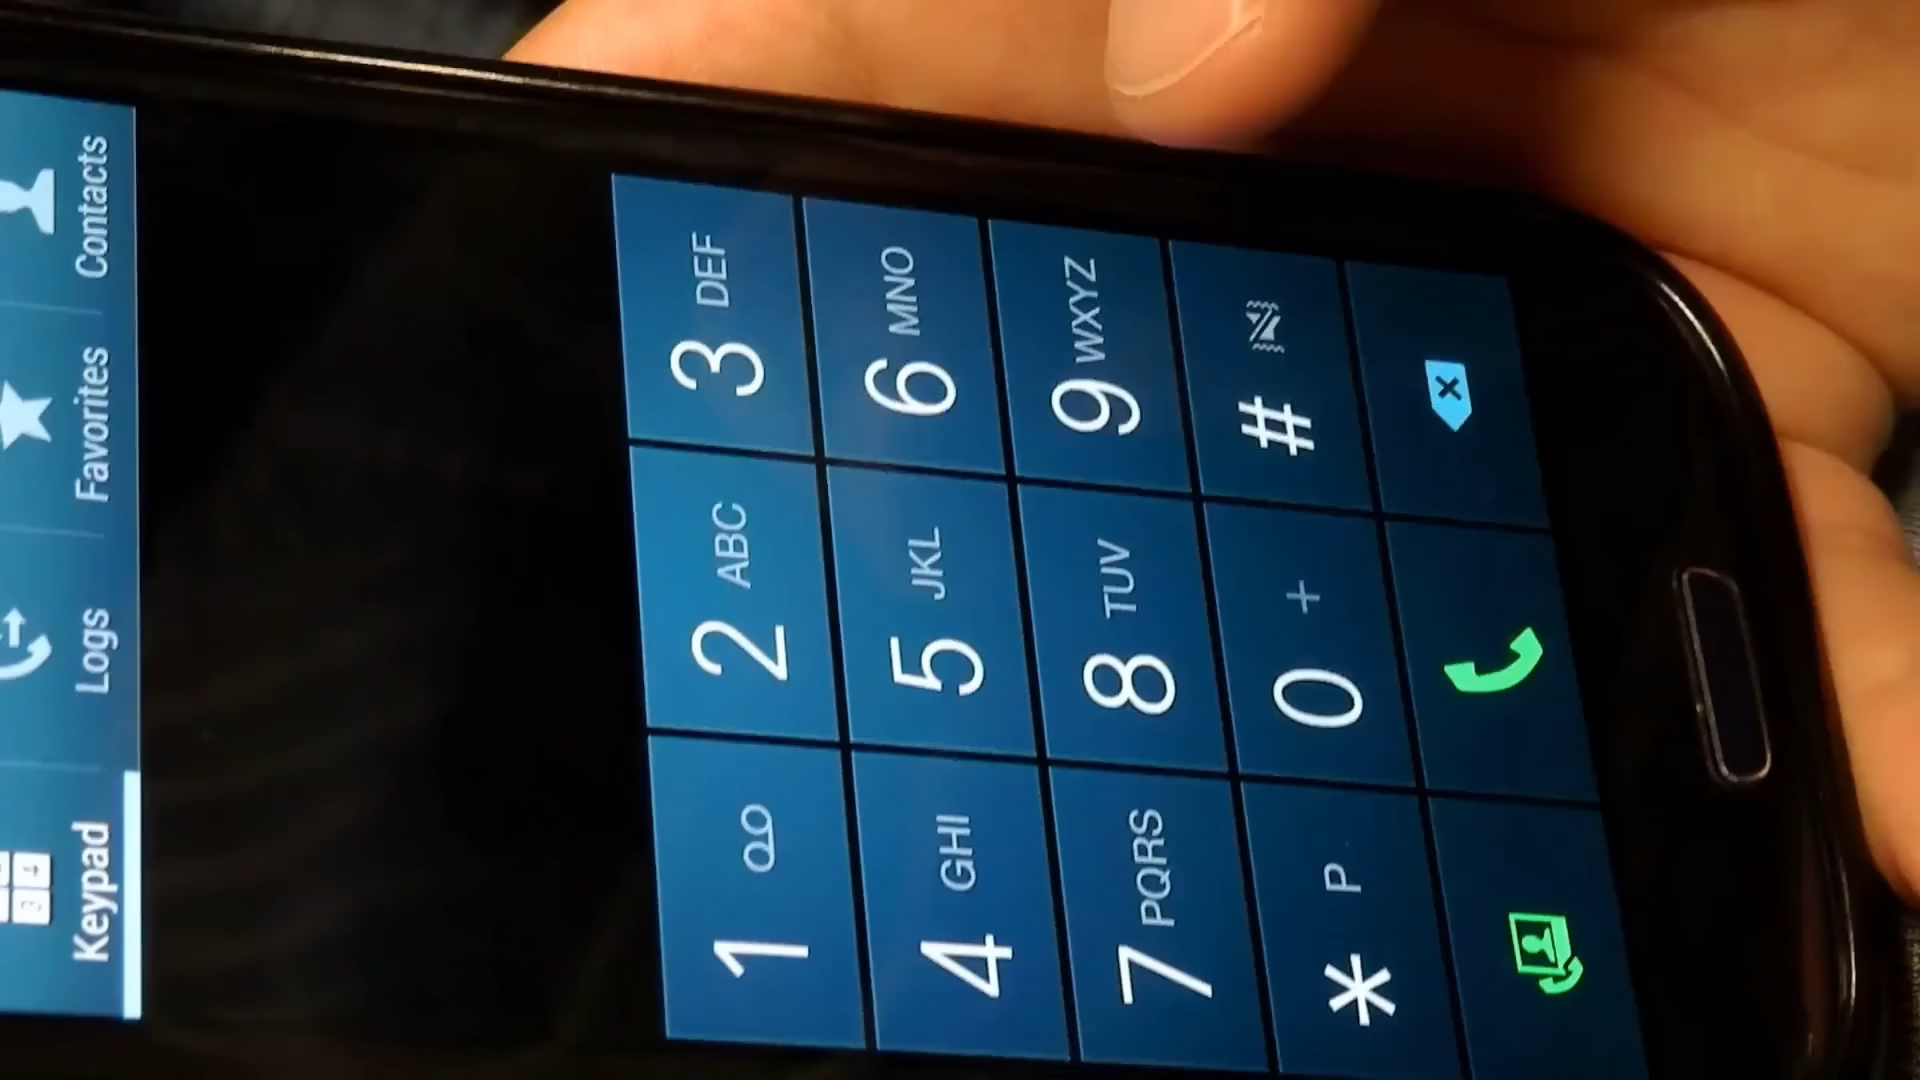 Keypad Logs Favorites Contacts
1 2 ABC 3 DEF
4 GHI 5 JKL 6 MNO
7 PQRS 8 TUV 9 WXYZ
* P 0 + #